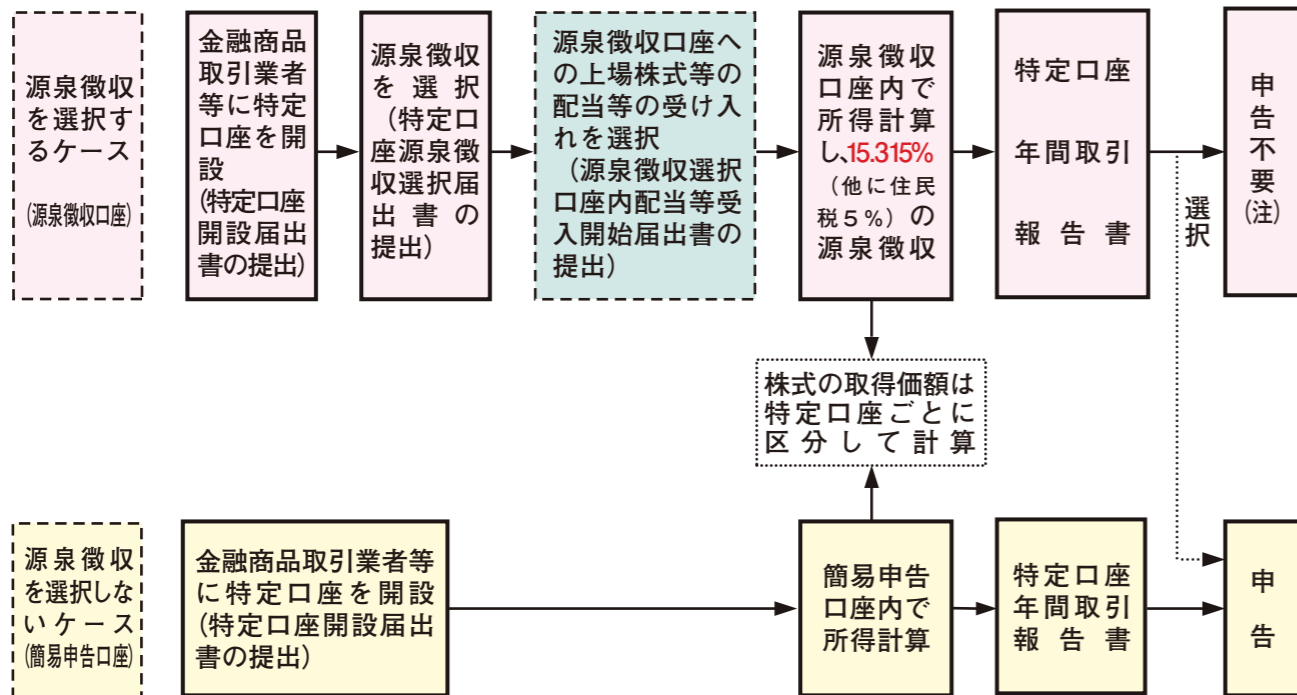 源泉徴収
を選択す
るケース
(源泉徴収口座)
金融商品
取引業者
等に特定
口座を開
設
(特定口座
開設届出
書の提出)
源泉徴収
を選択
(特定口
座源泉徴
収選択届
出書の
提出)
源泉徴収口座へ
の上場株式等の
配当等の受け入
れを選択
(源泉徴収選択
口座内配当等受
入開始届出書の
提出)
源泉徴収
口座内で
所得計算
し、15.315%
(他に住民
税5%)の
源泉徴収
特定口座
年間取引
報告書
選択
申告不要(注)
株式の取得価額は
特定口座ごとに
区分して計算
源泉徴収
を選択しな
いケース
(簡易申告口座)
金融商品取引業者等
に特定口座を開設
(特定口座開設届出
書の提出)
簡易申告
口座内で
所得計算
特定口座
年間取引
報告書
申告